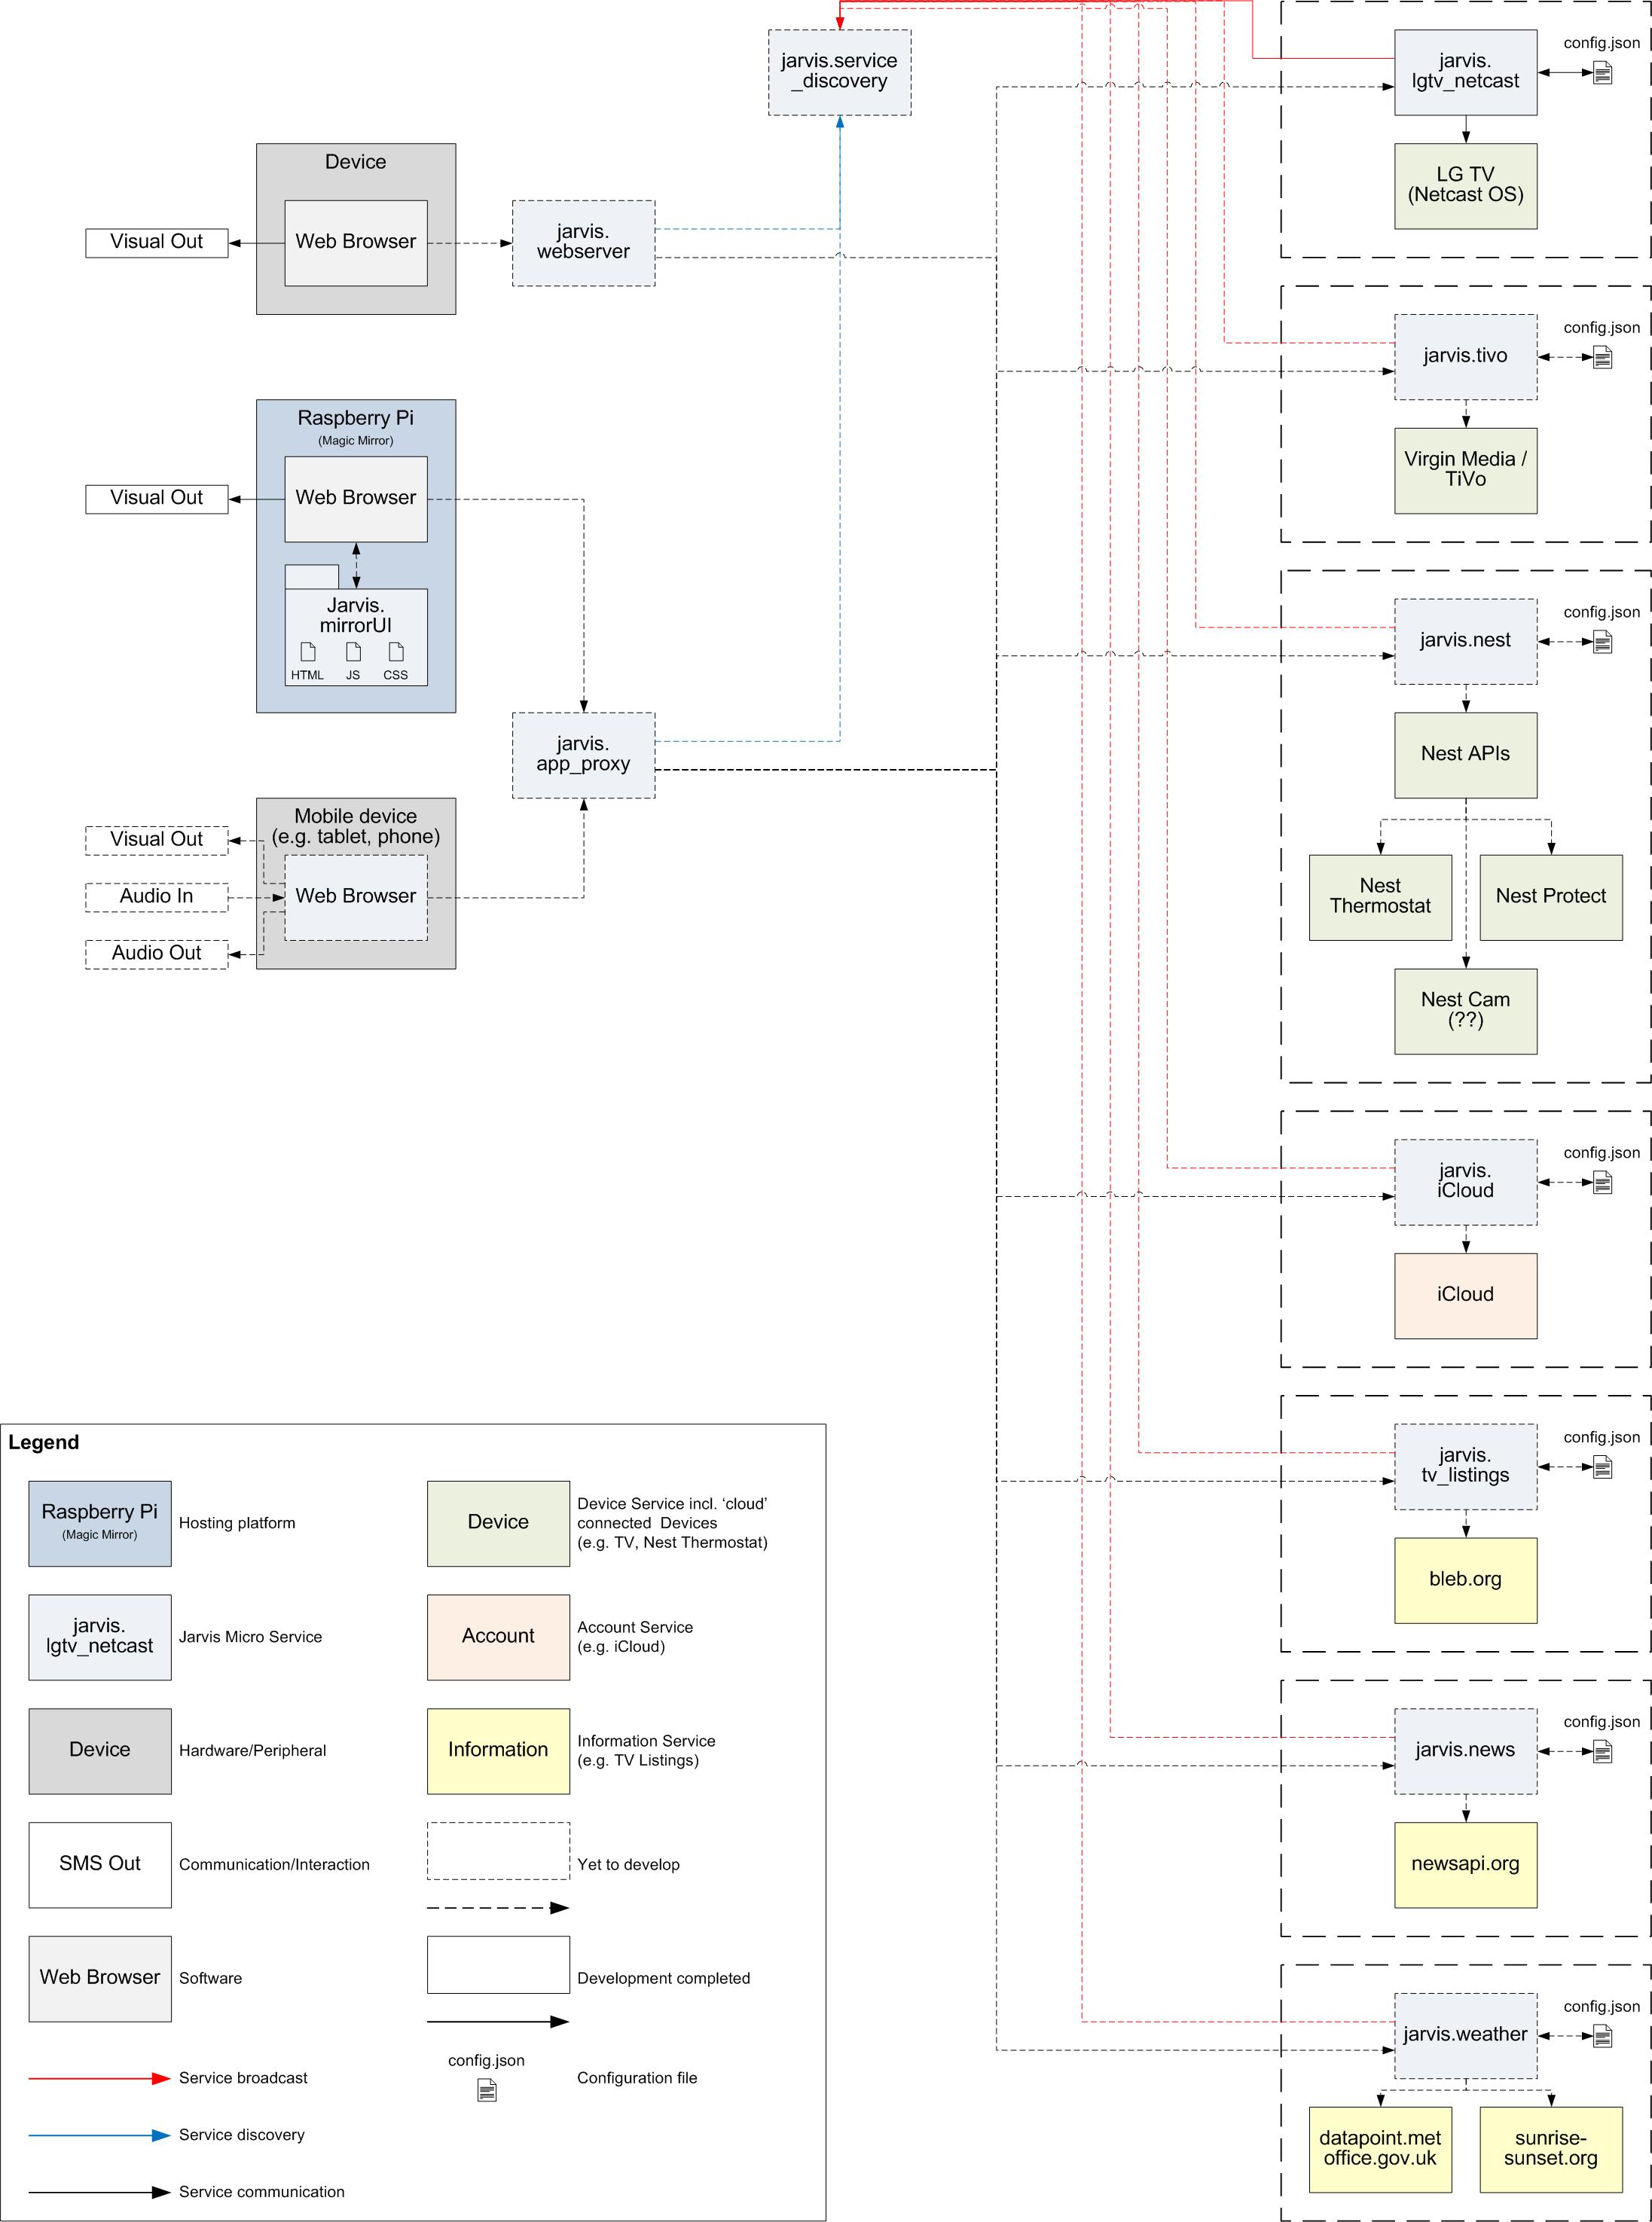 jarvis.service
_discovery
Device
Web Browser
Visual Out
jarvis.
webserver
Raspberry Pi
(Magic Mirror)
Web Browser
Visual Out
Jarvis.
mirrorUI
HTML
JS
CSS
jarvis.
app_proxy
Mobile device
(e.g. tablet, phone)
Visual Out
Audio In
Web Browser
Audio Out
jarvis.
lgtv_netcast
config.json
LG TV
(Netcast OS)
jarvis.tivo
config.json
Virgin Media /
TiVo
jarvis.nest
config.json
Nest APIs
Nest
Thermostat
Nest Protect
Nest Cam
(??)
jarvis.
iCloud
config.json
iCloud
jarvis.
tv_listings
config.json
bleb.org
jarvis.news
config.json
newsapi.org
jarvis.weather
config.json
datapoint.met
office.gov.uk
sunrise-
sunset.org
Legend
Raspberry Pi
(Magic Mirror)
Hosting platform
jarvis.
lgtv_netcast
Jarvis Micro Service
Device
Hardware/Peripheral
SMS Out
Communication/Interaction
Web Browser
Software
Service broadcast
Service discovery
Service communication
Device
Device Service incl. ‘cloud’
connected Devices
(e.g. TV, Nest Thermostat)
Account
Account Service
(e.g. iCloud)
Information
Information Service
(e.g. TV Listings)
Yet to develop
Development completed
config.json
Configuration file